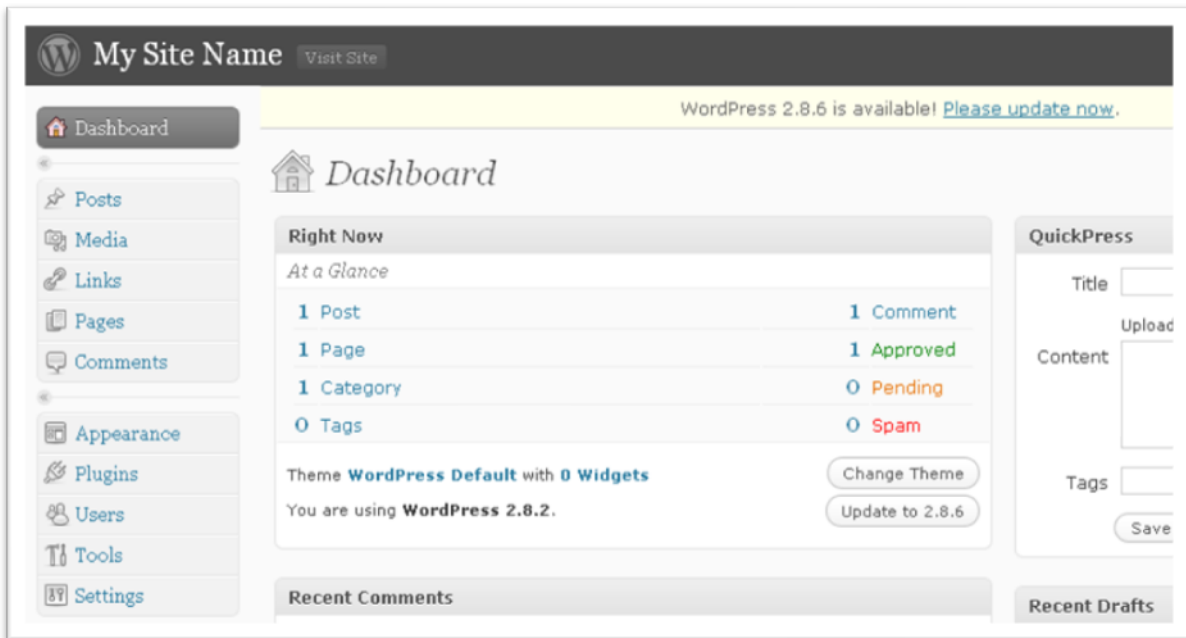 My Site Name Visit Site
WordPress 2.8.6 is available! Please update now.
Dashboard
Posts
Media
Links
Pages
Comments
Appearance
Plugins
Users
Tools
Settings
Dashboard
Right Now
At a Glance
1 Post 1 Comment
1 Page 1 Approved
1 Category 0 Pending
0 Tags 0 Spam
Theme WordPress Default with 0 Widgets Change Theme
You are using WordPress 2.8.2. Update to 2.8.6
Recent Comments
QuickPress
Title
Upload
Content
Tags
Save
Recent Drafts